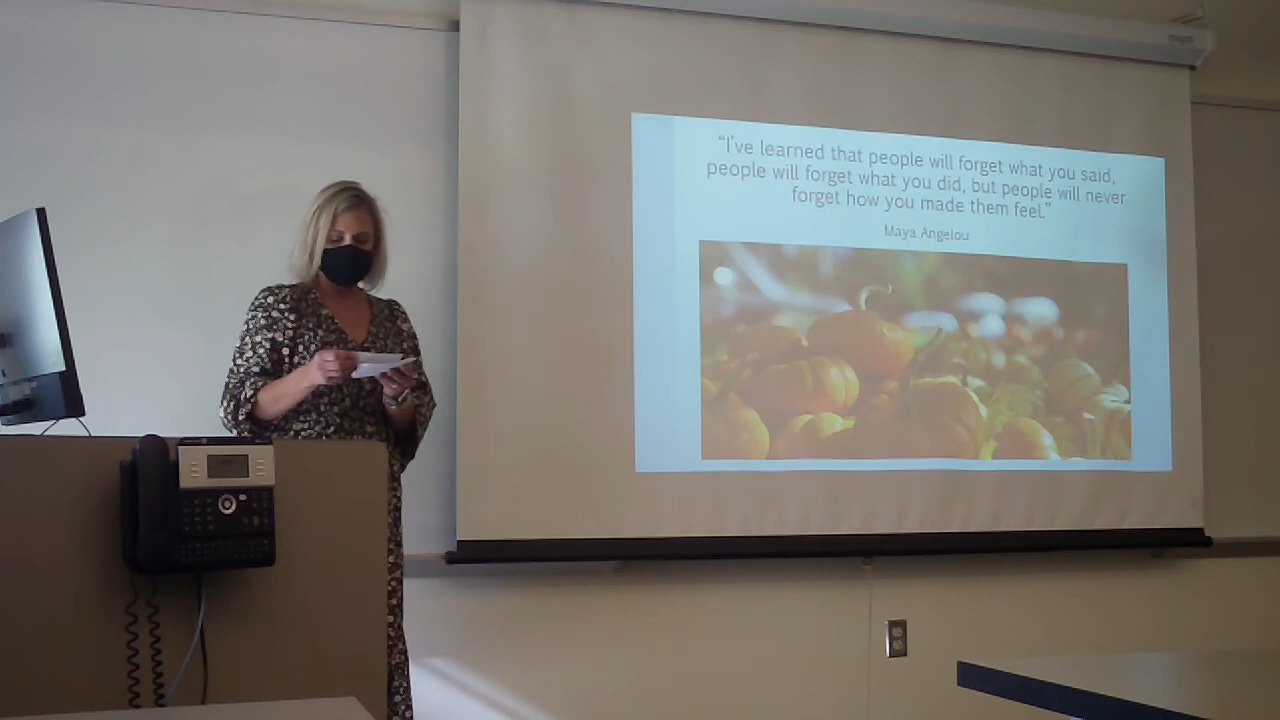 “I’ve learned that people will forget what you said,
people will forget what you did, but people will never
forget how you made them feel.”
Maya Angelou